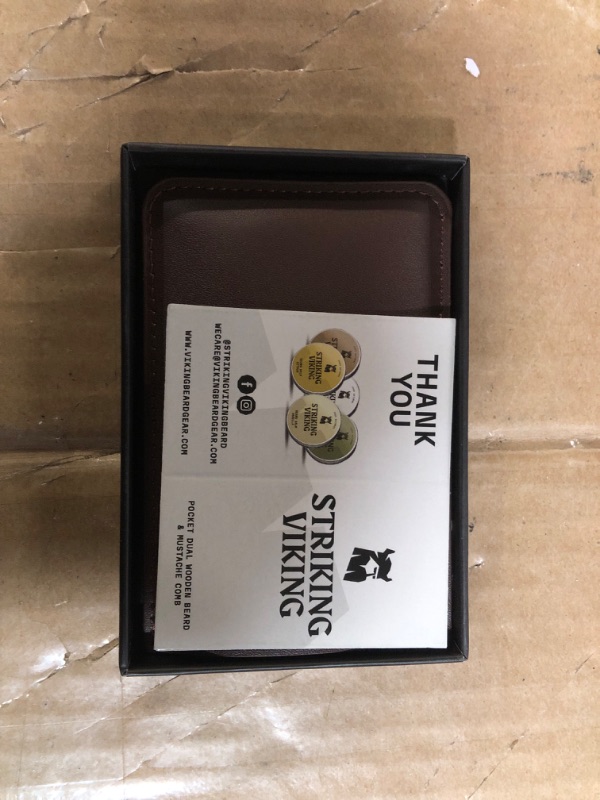 THANK
YOU
STRIKING
VIKING
STRIKING
VIKING
@STRIKINGVIKINGBEARD
WECARE@VIKINGBEARDGEAR.COM
WWW.VIKINGBEARDGEAR.COM
STRIKING
VIKING
POCKET DUAL WOODEN BEARD
& MUSTACHE COMB